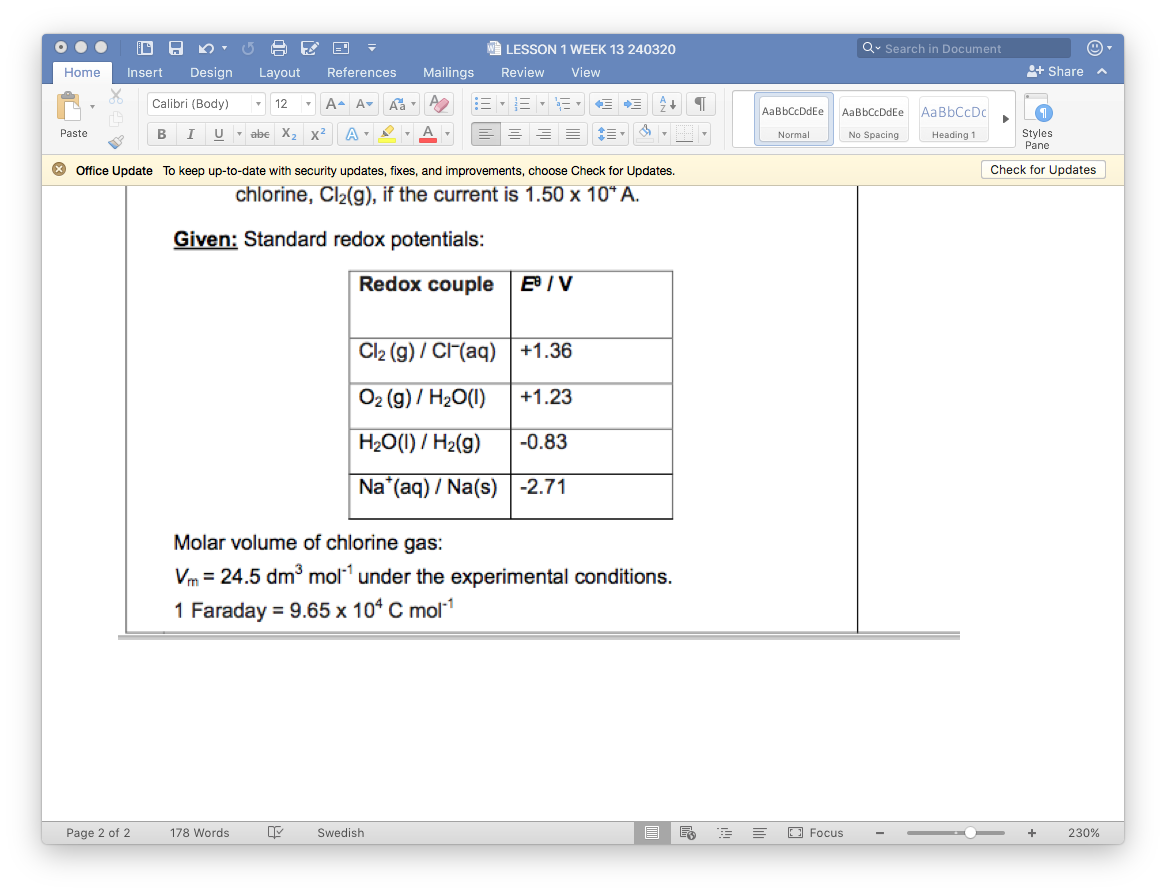 LESSON 1 WEEK 13 240320
Search in Document
Home Insert Design Layout References Mailings Review View
Share
Paste
Calibri (Body) 12
A A Aa A
B I U abc X₂ X²
A A
A Z
¶
AaBbCcDdEe AaBbCcDdEe AaBbCcDc
Normal No Spacing Heading 1
Styles
Pane
Office Update To keep up-to-date with security updates, fixes, and improvements, choose Check for Updates.
Check for Updates
chlorine, Cl₂(g), if the current is 1.50 x 10⁴ A.
Given: Standard redox potentials:
Redox couple Eᶿ / V
Cl₂ (g) / Cl⁻(aq) +1.36
O₂ (g) / H₂O(l) +1.23
H₂O(l) / H₂(g) -0.83
Na⁺(aq) / Na(s) -2.71
Molar volume of chlorine gas:
Vₘ = 24.5 dm³ mol⁻¹ under the experimental conditions.
1 Faraday = 9.65 x 10⁴ C mol⁻¹
Page 2 of 2 178 Words Swedish Focus 230%